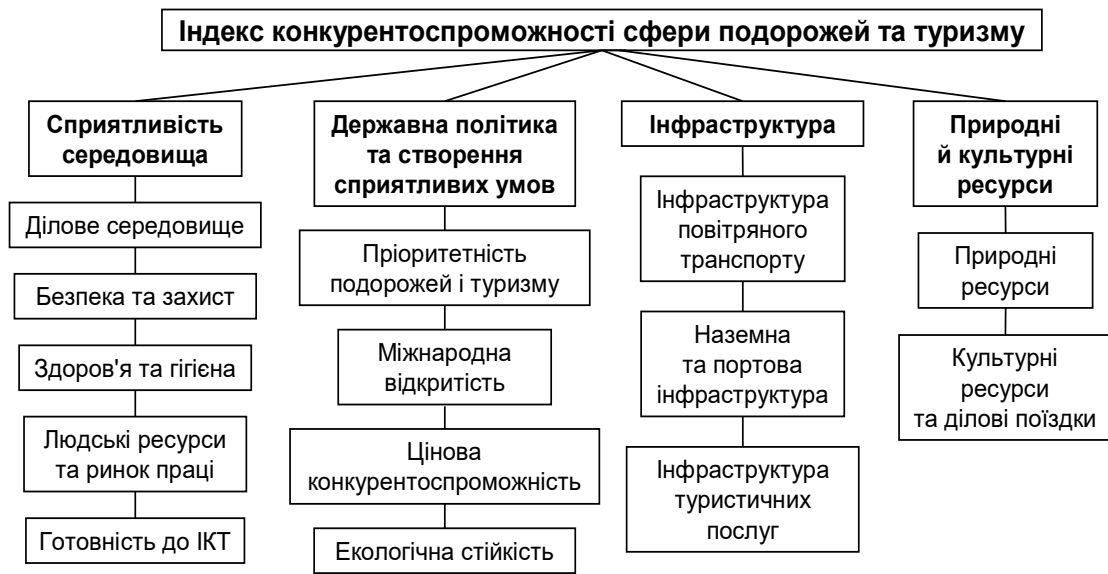 Індекс конкурентоспроможності сфери подорожей та туризму
Сприятливість
середовища
Ділове середовище
Безпека та захист
Здоров'я та гігієна
Людські ресурси
та ринок праці
Готовність до ІКТ
Державна політика
та створення
сприятливих умов
Пріоритетність
подорожей і туризму
Міжнародна
відкритість
Цінова
конкурентоспроможність
Екологічна стійкість
Інфраструктура
Інфраструктура
повітряного
транспорту
Наземна
та портова
інфраструктура
Інфраструктура
туристичних
послуг
Природні
й культурні
ресурси
Природні
ресурси
Культурні
ресурси
та ділові поїздки